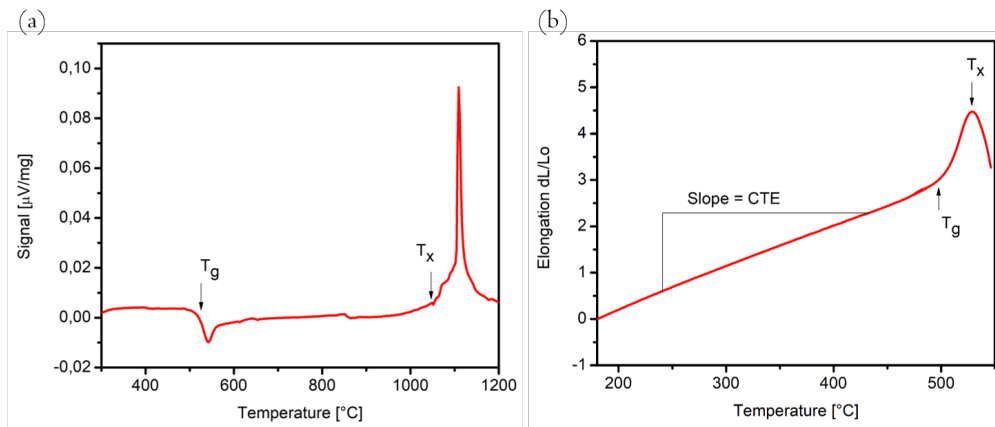 (a)
0,10
0,08
0,06
0,04
0,02
0,00
-0,02
Signal [µV/mg]
Tg
Tx
400 600 800 1000 1200
Temperature [°C]
(b)
6
5
4
3
2
1
0
-1
Elongation dL/Lo
Tx
Slope = CTE
Tg
200 300 400 500
Temperature [°C]